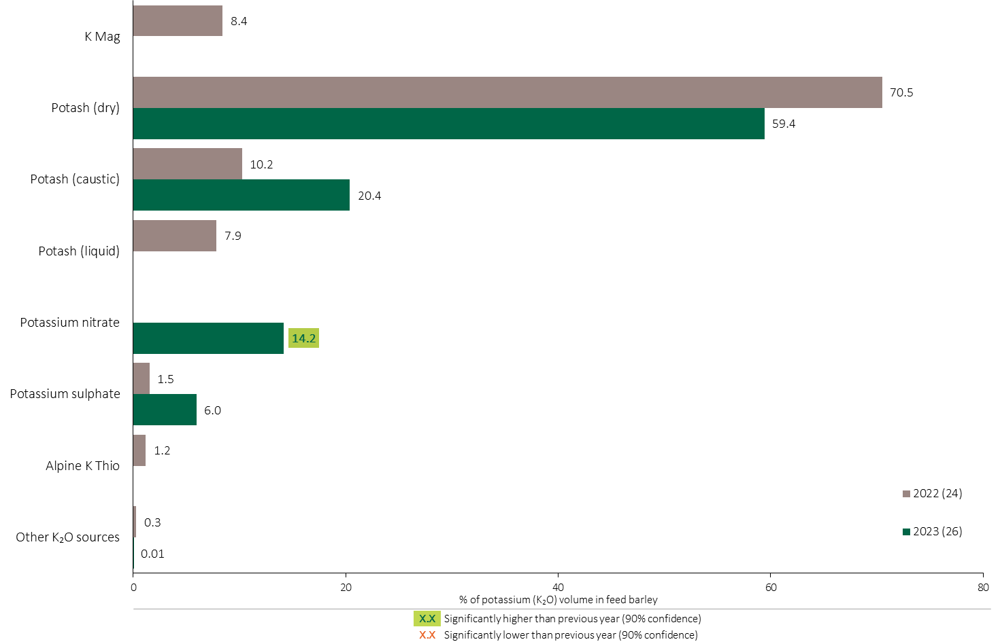 K Mag
8.4
Potash (dry)
70.5
59.4
Potash (caustic)
10.2
20.4
Potash (liquid)
7.9
Potassium nitrate
14.2
Potassium sulphate
1.5
6.0
Alpine K Thio
1.2
Other K₂O sources
0.3
0.01
2022 (24)
2023 (26)
0 20 40 60 80
% of potassium (K₂O) volume in feed barley
X.X Significantly higher than previous year (90% confidence)
X.X Significantly lower than previous year (90% confidence)